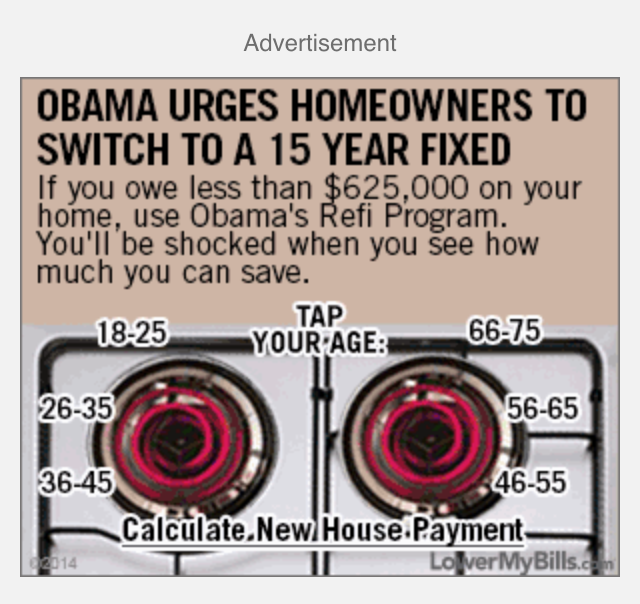 Advertisement
OBAMA URGES HOMEOWNERS TO
SWITCH TO A 15 YEAR FIXED
If you owe less than $625,000 on your
home, use Obama's Refi Program.
You'll be shocked when you see how
much you can save.
TAP
YOUR AGE:
18-25
66-75
26-35
56-65
36-45
46-55
Calculate New House Payment
©2014
LowerMyBills.com